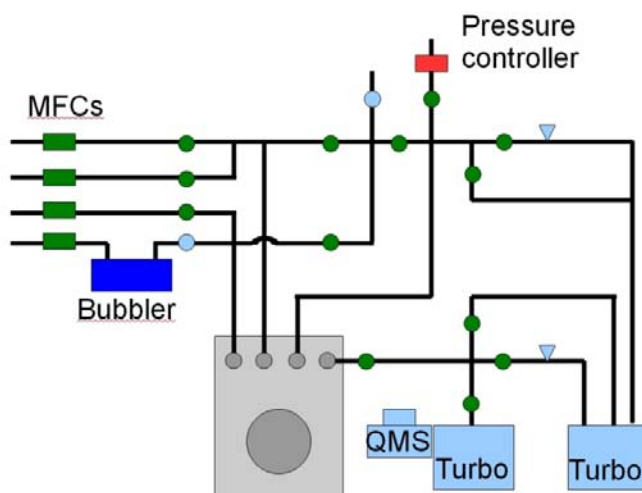 Pressure
controller
MFCs
Bubbler
QMS
Turbo
Turbo